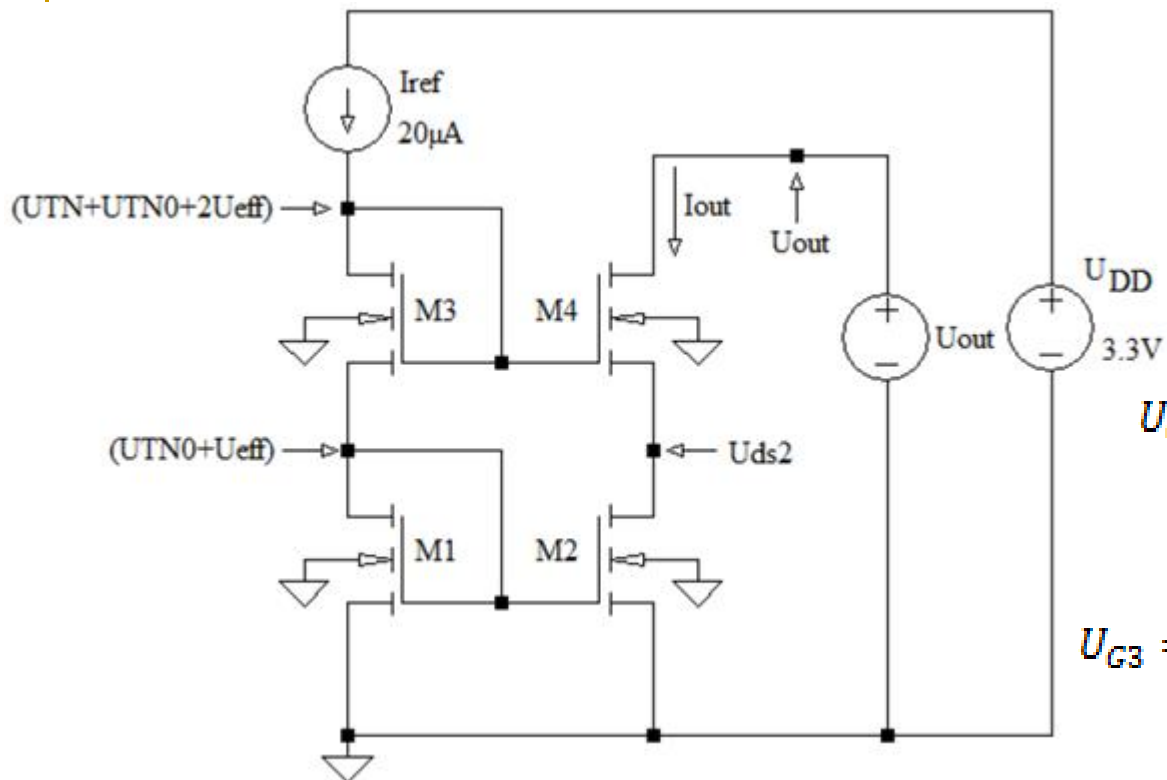 Iref
20µA
(UTN+UTN0+2Ueff)
Iout
Uout
UDD
M3
M4
Uout
3.3V
(UTN0+Ueff)
Uds2
M1
M2
UG3 =